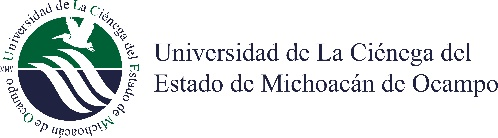 Universidad de La Ciénega del Estado de Michoacán de Ocampo
Universidad de La Ciénega del
Estado de Michoacán de Ocampo